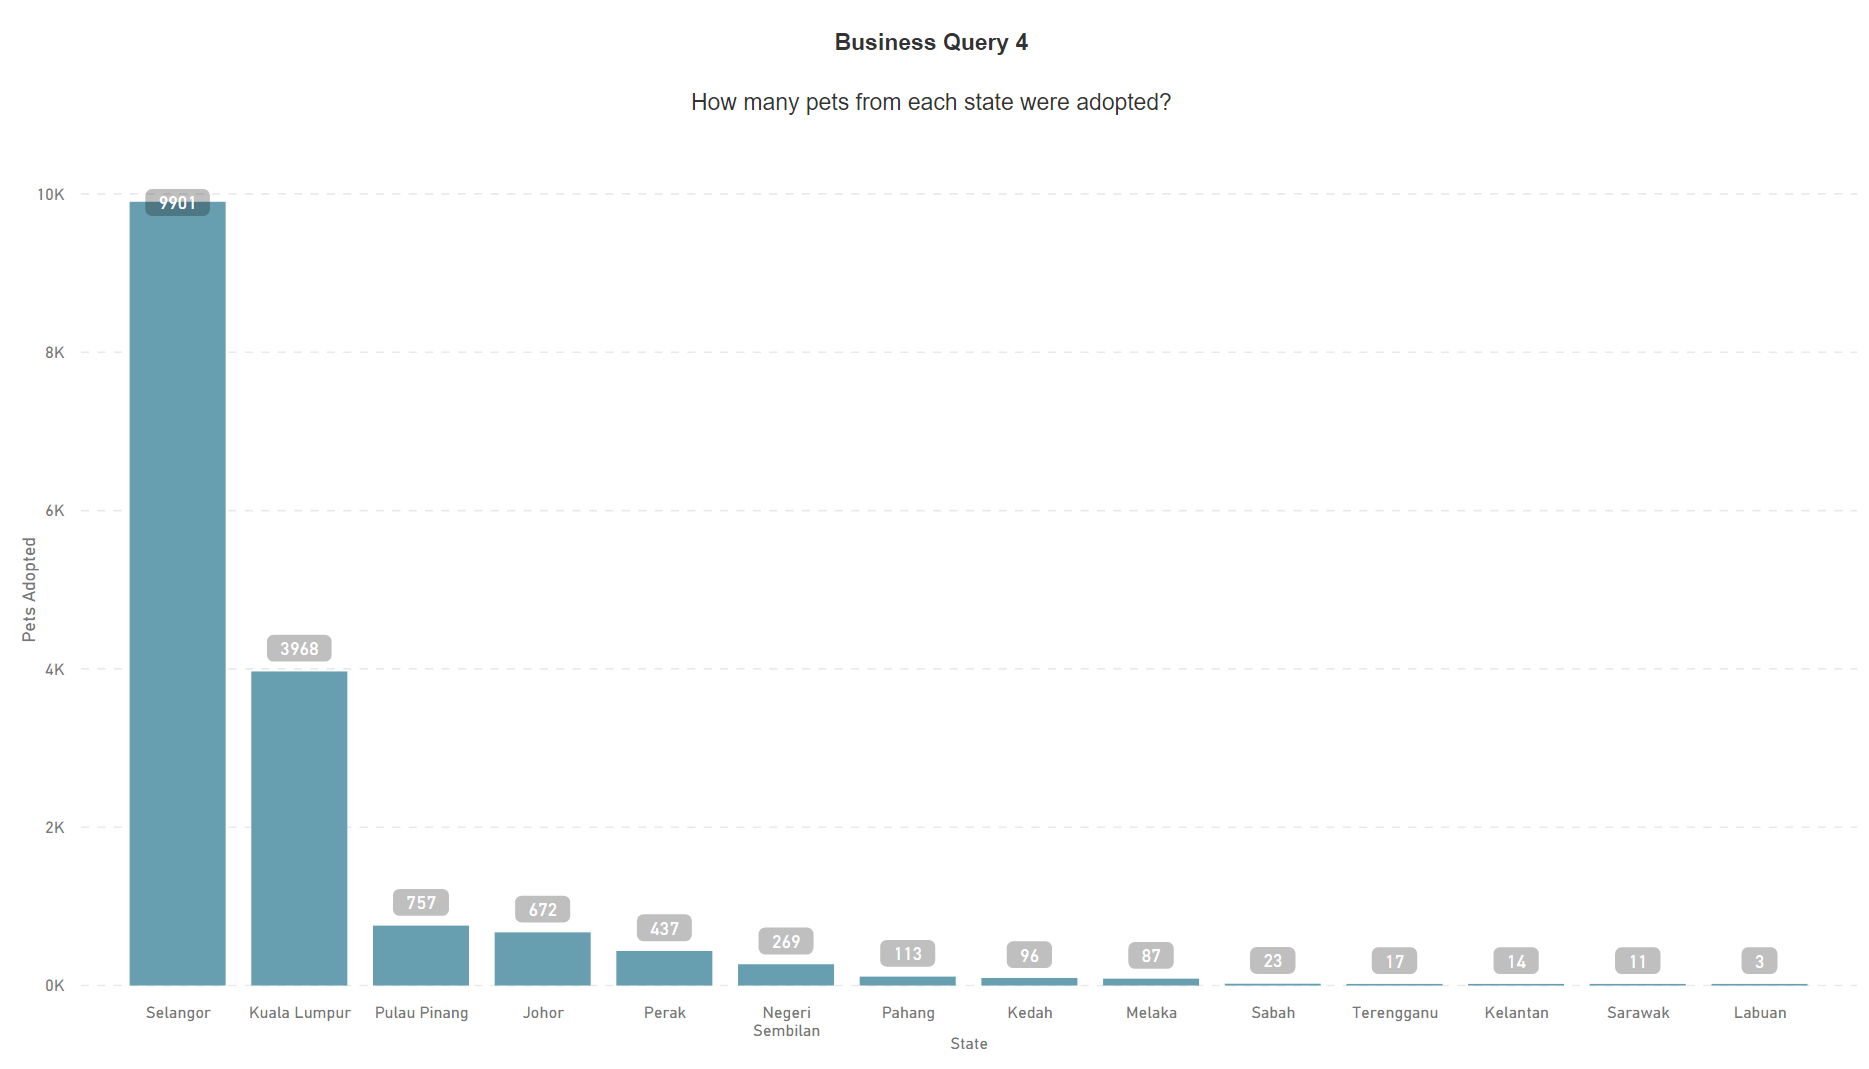 Business Query 4
How many pets from each state were adopted?
10K
8K
6K
4K
2K
0K
Pets Adopted
9901
3968
757
672
437
269
113
96
87
23
17
14
11
3
Selangor
Kuala Lumpur
Pulau Pinang
Johor
Perak
Negeri
Sembilan
Pahang
Kedah
Melaka
Sabah
Terengganu
Kelantan
Sarawak
Labuan
State